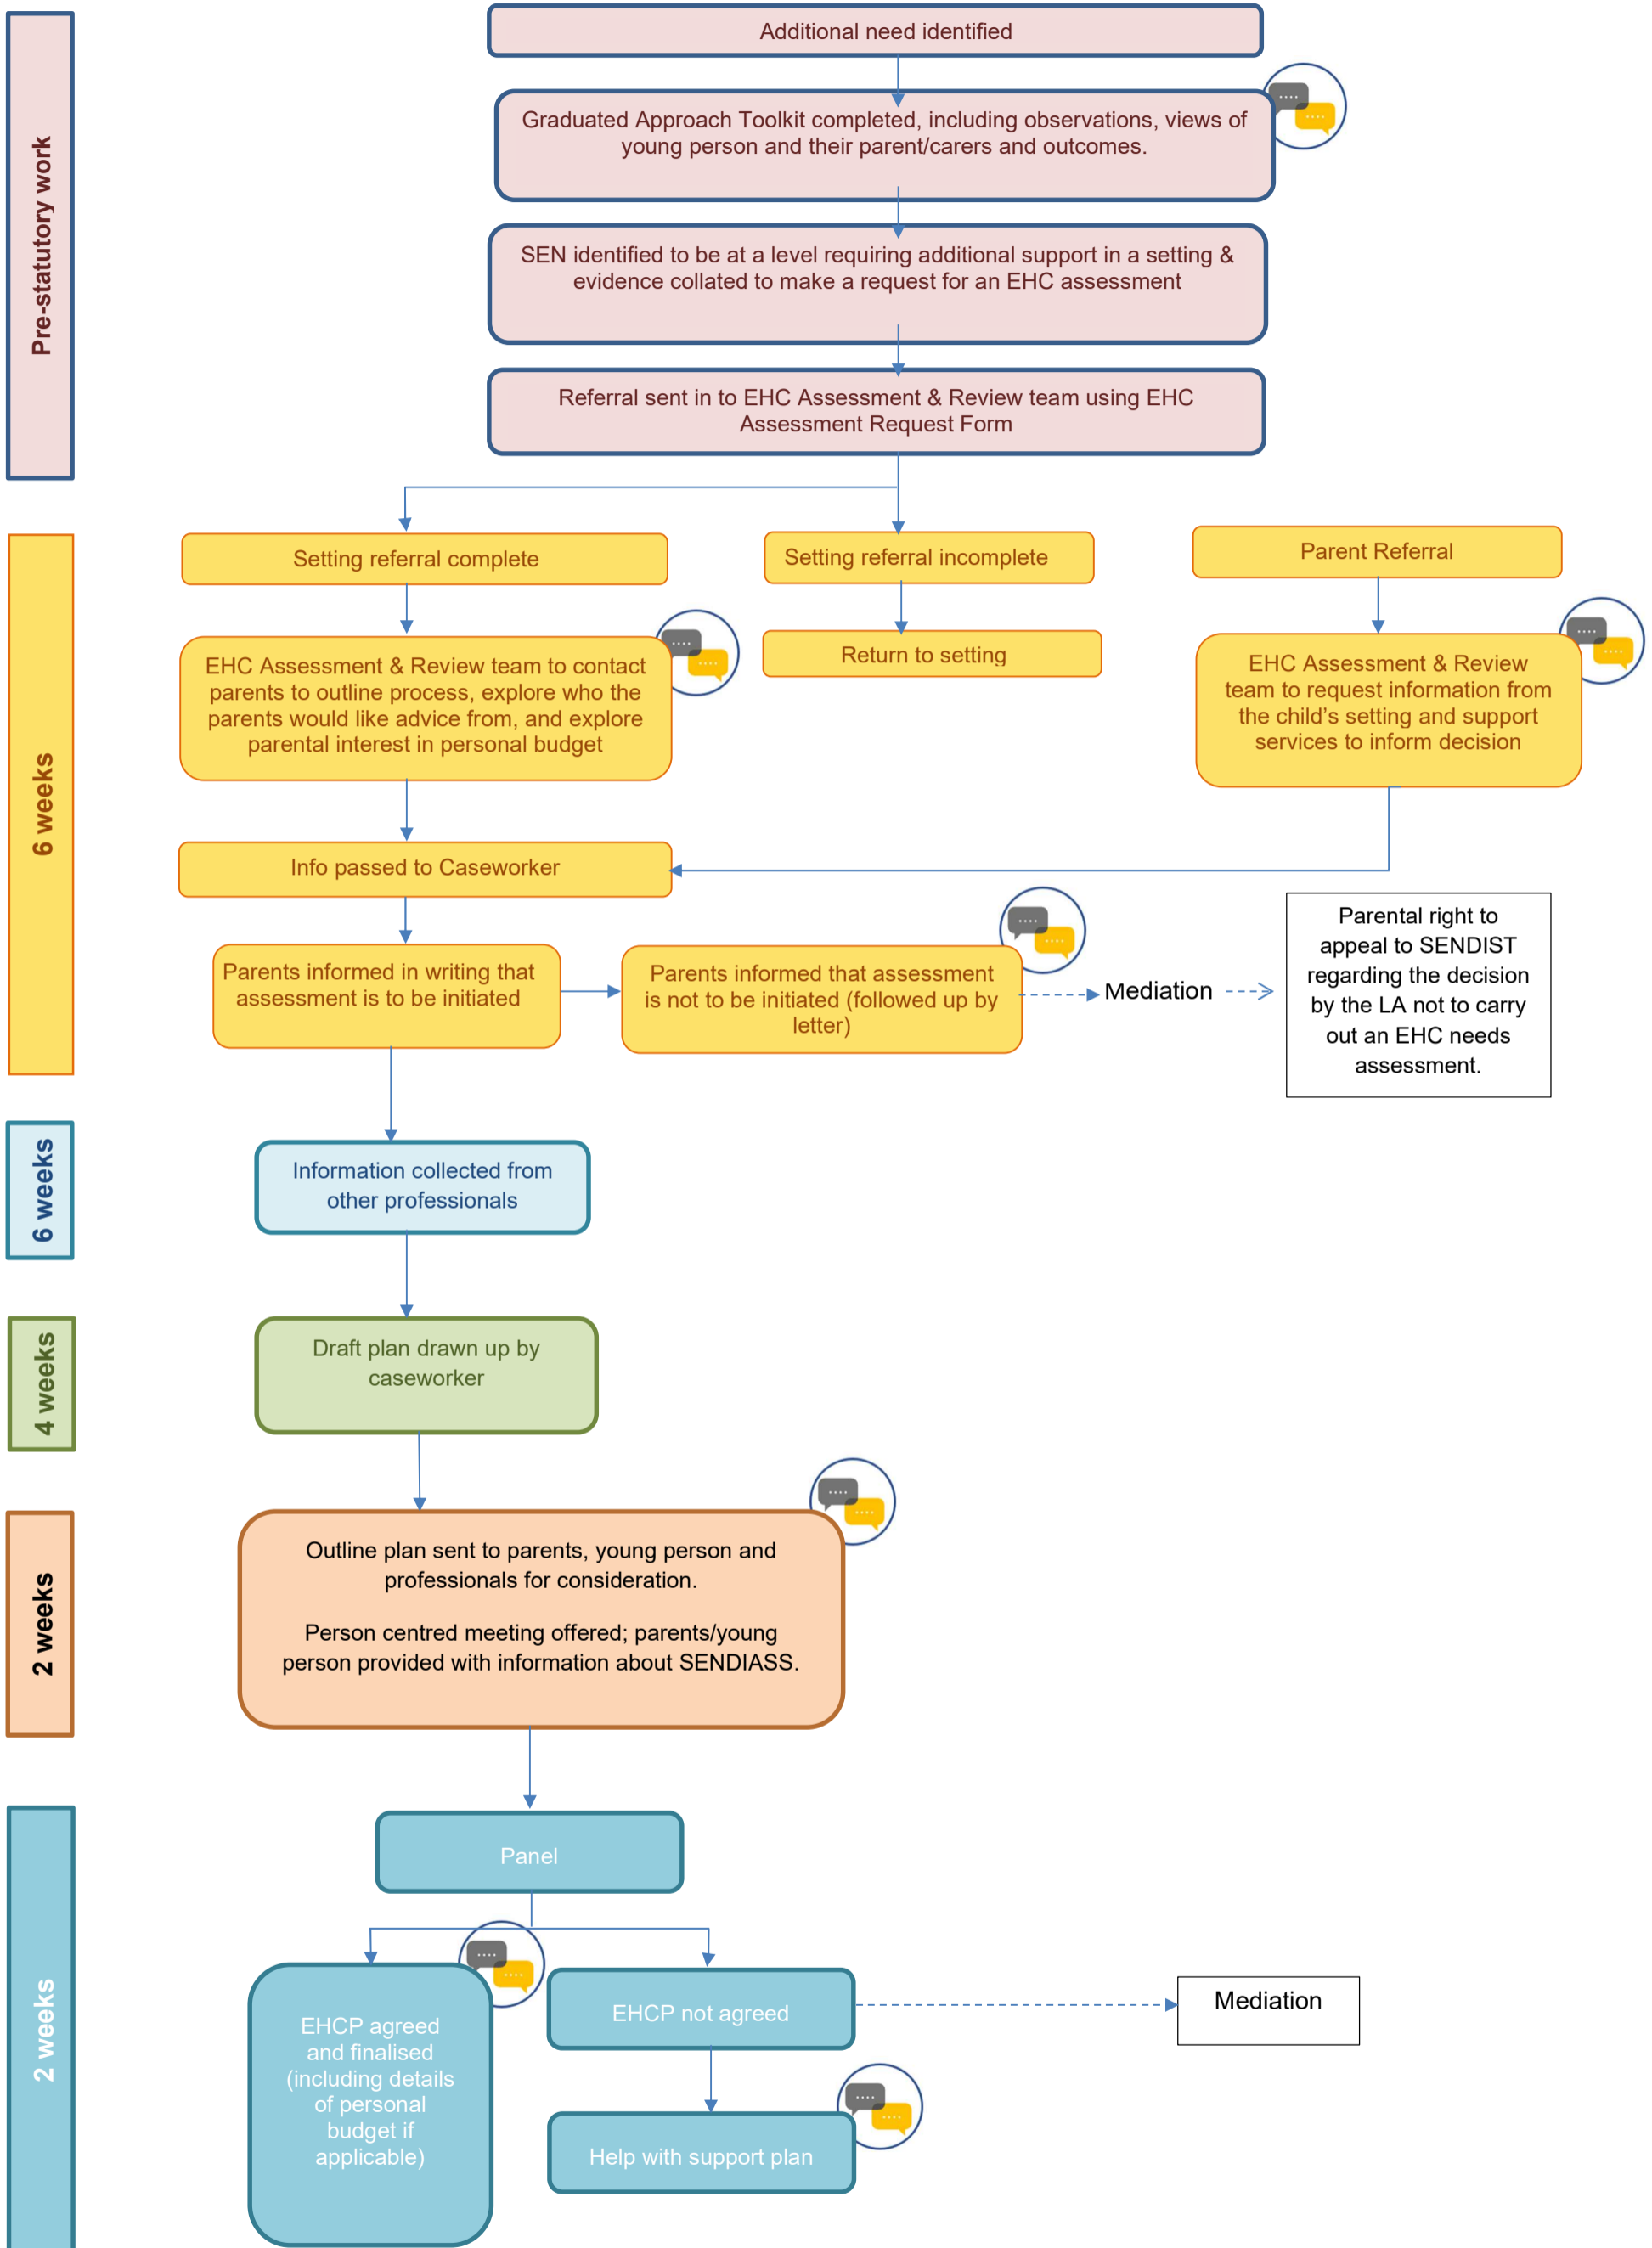 Pre-statutory work
Additional need identified
Graduated Approach Toolkit completed, including observations, views of
young person and their parent/carers and outcomes.
SEN identified to be at a level requiring additional support in a setting &
evidence collated to make a request for an EHC assessment
Referral sent in to EHC Assessment & Review team using EHC
Assessment Request Form
6 weeks
Setting referral complete
Setting referral incomplete
Parent Referral
EHC Assessment & Review team to contact
parents to outline process, explore who the
parents would like advice from, and explore
parental interest in personal budget
Return to setting
EHC Assessment & Review
team to request information from
the child's setting and support
services to inform decision
Info passed to Caseworker
Parents informed in writing that
assessment is to be initiated
Parents informed that assessment
is not to be initiated (followed up by
letter)
Mediation
Parental right to
appeal to SENDIST
regarding the decision
by the LA not to carry
out an EHC needs
assessment.
6 weeks
Information collected from
other professionals
4 weeks
Draft plan drawn up by
caseworker
2 weeks
Outline plan sent to parents, young person and
professionals for consideration.
Person centred meeting offered; parents/young
person provided with information about SENDIASS.
2 weeks
Panel
EHCP agreed
and finalised
(including details
of personal
budget if
applicable)
EHCP not agreed
Mediation
Help with support plan